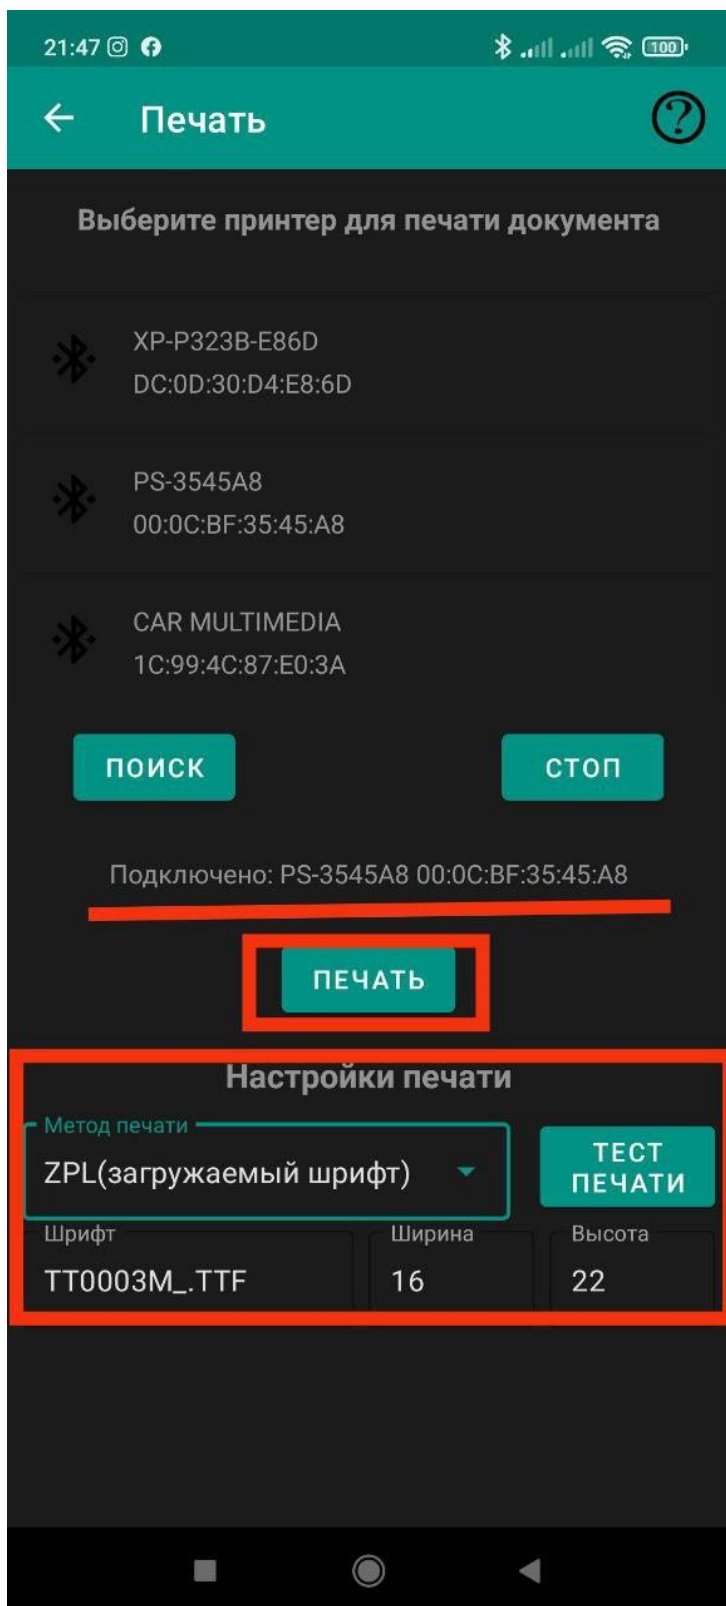 21:47
100
Печать
?
Выберите принтер для печати документа
XP-P323B-E86D
DC:0D:30:D4:E8:6D
PS-3545A8
00:0C:BF:35:45:A8
CAR MULTIMEDIA
1C:99:4C:87:E0:3A
ПОИСК
СТОП
Подключено: PS-3545A8 00:0C:BF:35:45:A8
ПЕЧАТЬ
Настройки печати
Метод печати
ZPL(загружаемый шрифт)
ТЕСТ
ПЕЧАТИ
Шрифт
Ширина
Высота
TT0003M_.TTF
16
22